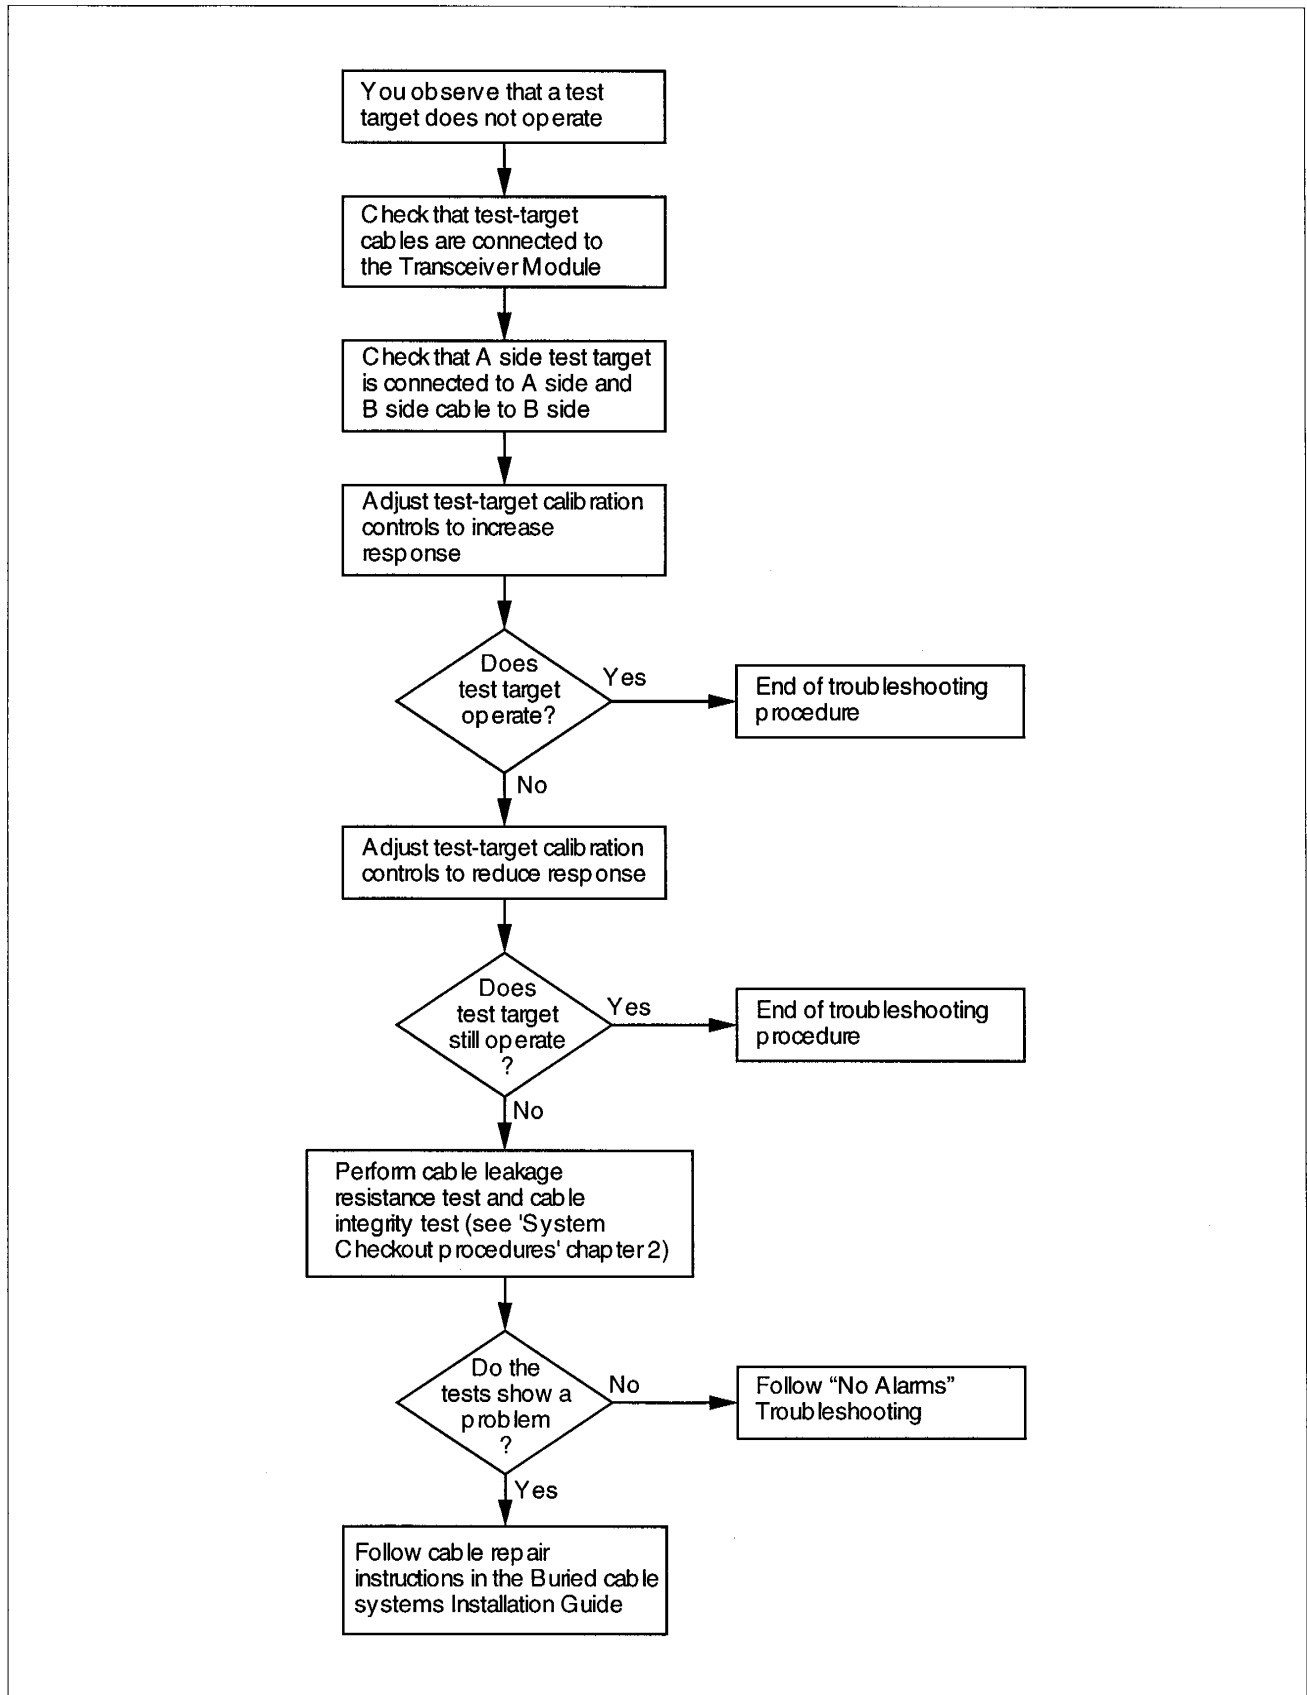 You observe that a test
target does not operate
Check that test-target
cables are connected to
the Transceiver Module
Check that A side test target
is connected to A side and
B side cable to B side
Adjust test-target calibration
controls to increase
response
Does
test target
operate?
Yes
End of troubleshooting
procedure
No
Adjust test-target calibration
controls to reduce response
Does
test target
still operate
?
Yes
End of troubleshooting
procedure
No
Perform cable leakage
resistance test and cable
integrity test (see 'System
Checkout procedures' chapter 2)
Do the
tests show a
problem
?
No
Follow “No Alarms”
Troubleshooting
Yes
Follow cable repair
instructions in the Buried cable
systems Installation Guide